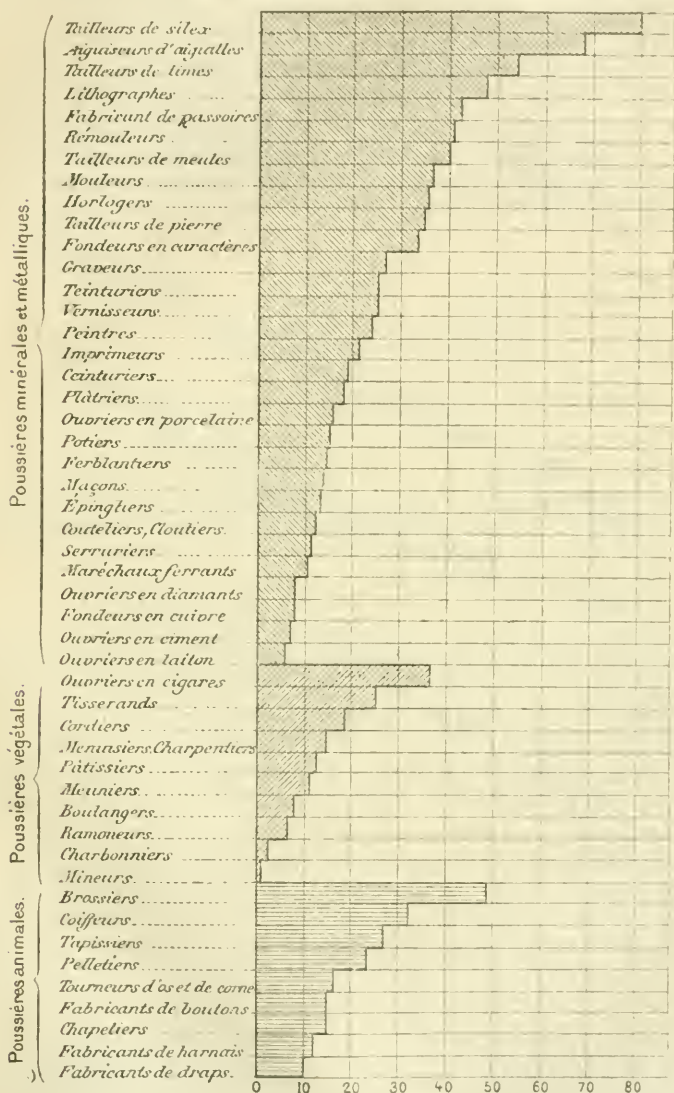 Poussières minérales et métalliques.
Tailleurs de silex
Aiguiseurs d'aiguilles
Tailleurs de limes
Lithographes
Fabricant de passoires
Rémouleurs
Tailleurs de meules
Mouleurs
Horlogers
Tailleurs de pierre
Fondeurs en caractères
Graveurs
Teinturiers
Vernisseurs
Peintres
Imprimeurs
Ceinturiers
Plâtriers
Ouvriers en porcelaine
Potiers
Ferblantiers
Maçons
Épingliers
Couteliers, Cloutiers
Serruriers
Maréchaux ferrants
Ouvriers en diamants
Fondeurs en cuivre
Ouvriers en ciment
Ouvriers en laiton
Poussières végétales.
Ouvriers en cigares
Tisserands
Cordiers
Menuisiers, Charpentiers
Pâtissiers
Meuniers
Boulangers
Ramoneurs
Charbonniers
Mineurs
Poussières animales.
Brossiers
Coiffeurs
Tapissiers
Pelletiers
Tourneurs d'os et de corne
Fabricants de boutons
Chapeliers
Fabricants de harnais
Fabricants de draps.
0 10 20 30 40 50 60 70 80